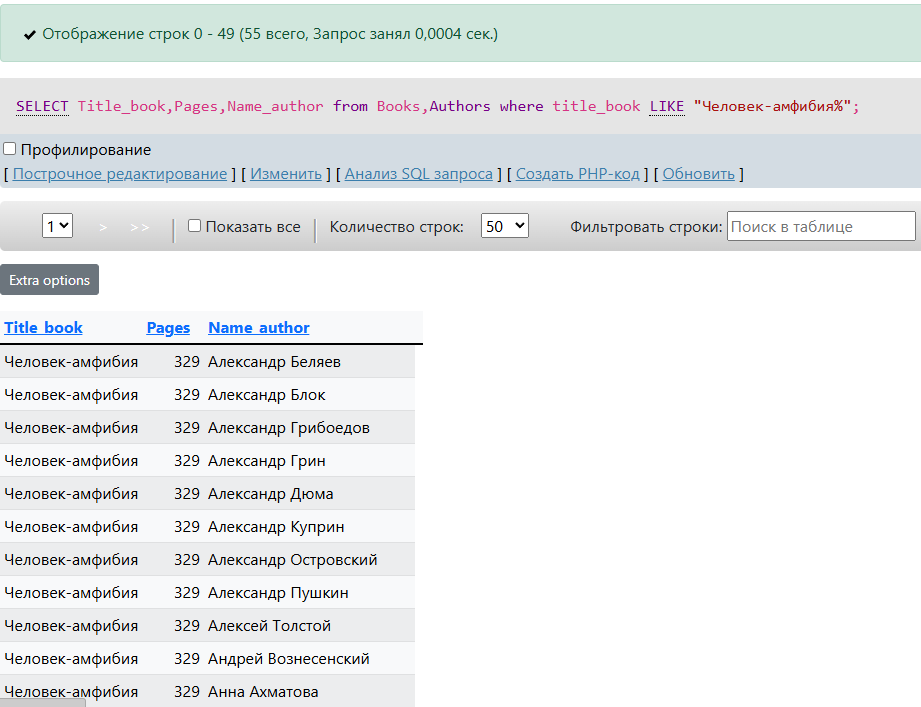 Отображение строк 0 - 49 (55 всего, Запрос занял 0,0004 сек.)
SELECT Title_book,Pages,Name_author from Books,Authors where title_book LIKE "Человек-амфибия%";
Профилирование
[ Построчное редактирование ] [ Изменить ] [ Анализ SQL запроса ] [ Создать PHP-код ] [ Обновить ]
1 > >> | Показать все | Количество строк: 50 Фильтровать строки: Поиск в таблице
Extra options
Title_book Pages Name_author
Человек-амфибия 329 Александр Беляев
Человек-амфибия 329 Александр Блок
Человек-амфибия 329 Александр Грибоедов
Человек-амфибия 329 Александр Грин
Человек-амфибия 329 Александр Дюма
Человек-амфибия 329 Александр Куприн
Человек-амфибия 329 Александр Островский
Человек-амфибия 329 Александр Пушкин
Человек-амфибия 329 Алексей Толстой
Человек-амфибия 329 Андрей Вознесенский
Человек-амфибия 329 Анна Ахматова